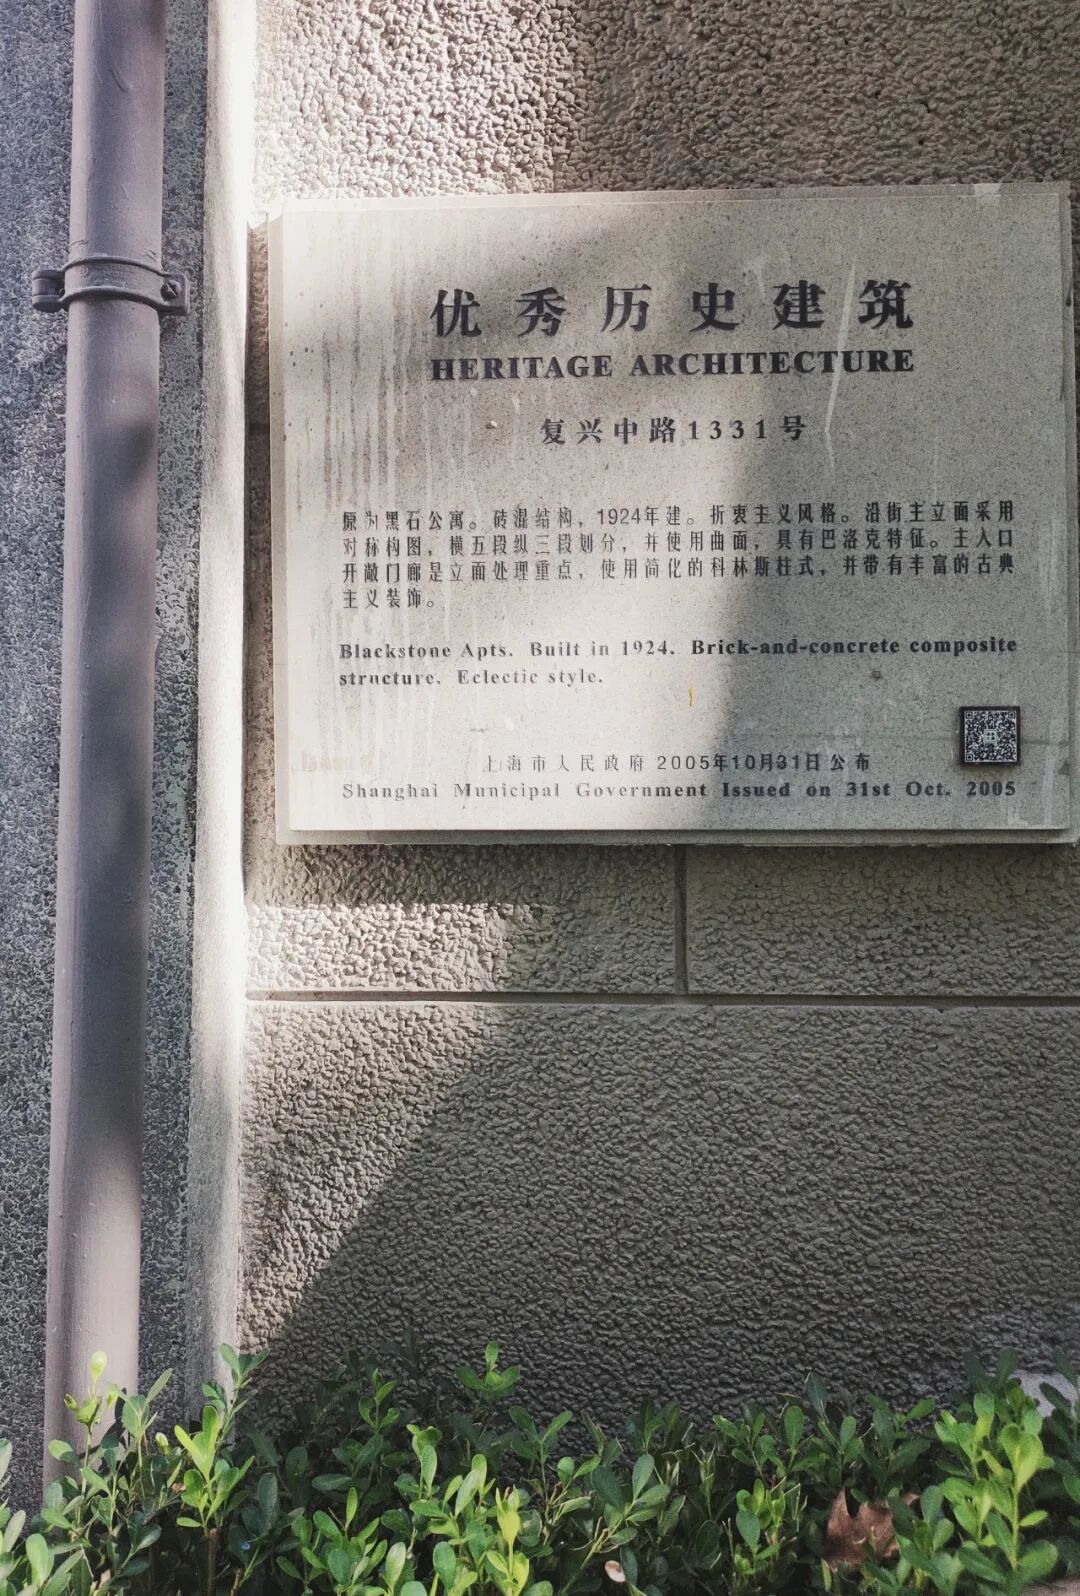 优秀历史建筑
HERITAGE ARCHITECTURE
复兴中路1331号
原为黑石公寓。砖混结构，1924年建。折衷主义风格。沿街主立面采用
对称构图，横五段纵三段划分，并使用曲面，具有巴洛克特征。主入口
开敞门廊是立面处理重点，使用简化的科林斯柱式，并带有丰富的古典
主义装饰。
Blackstone Apts. Built in 1924. Brick-and-concrete composite
structure. Eclectic style.
上海市人民政府 2005年10月31日公布
Shanghai Municipal Government Issued on 31st Oct. 2005